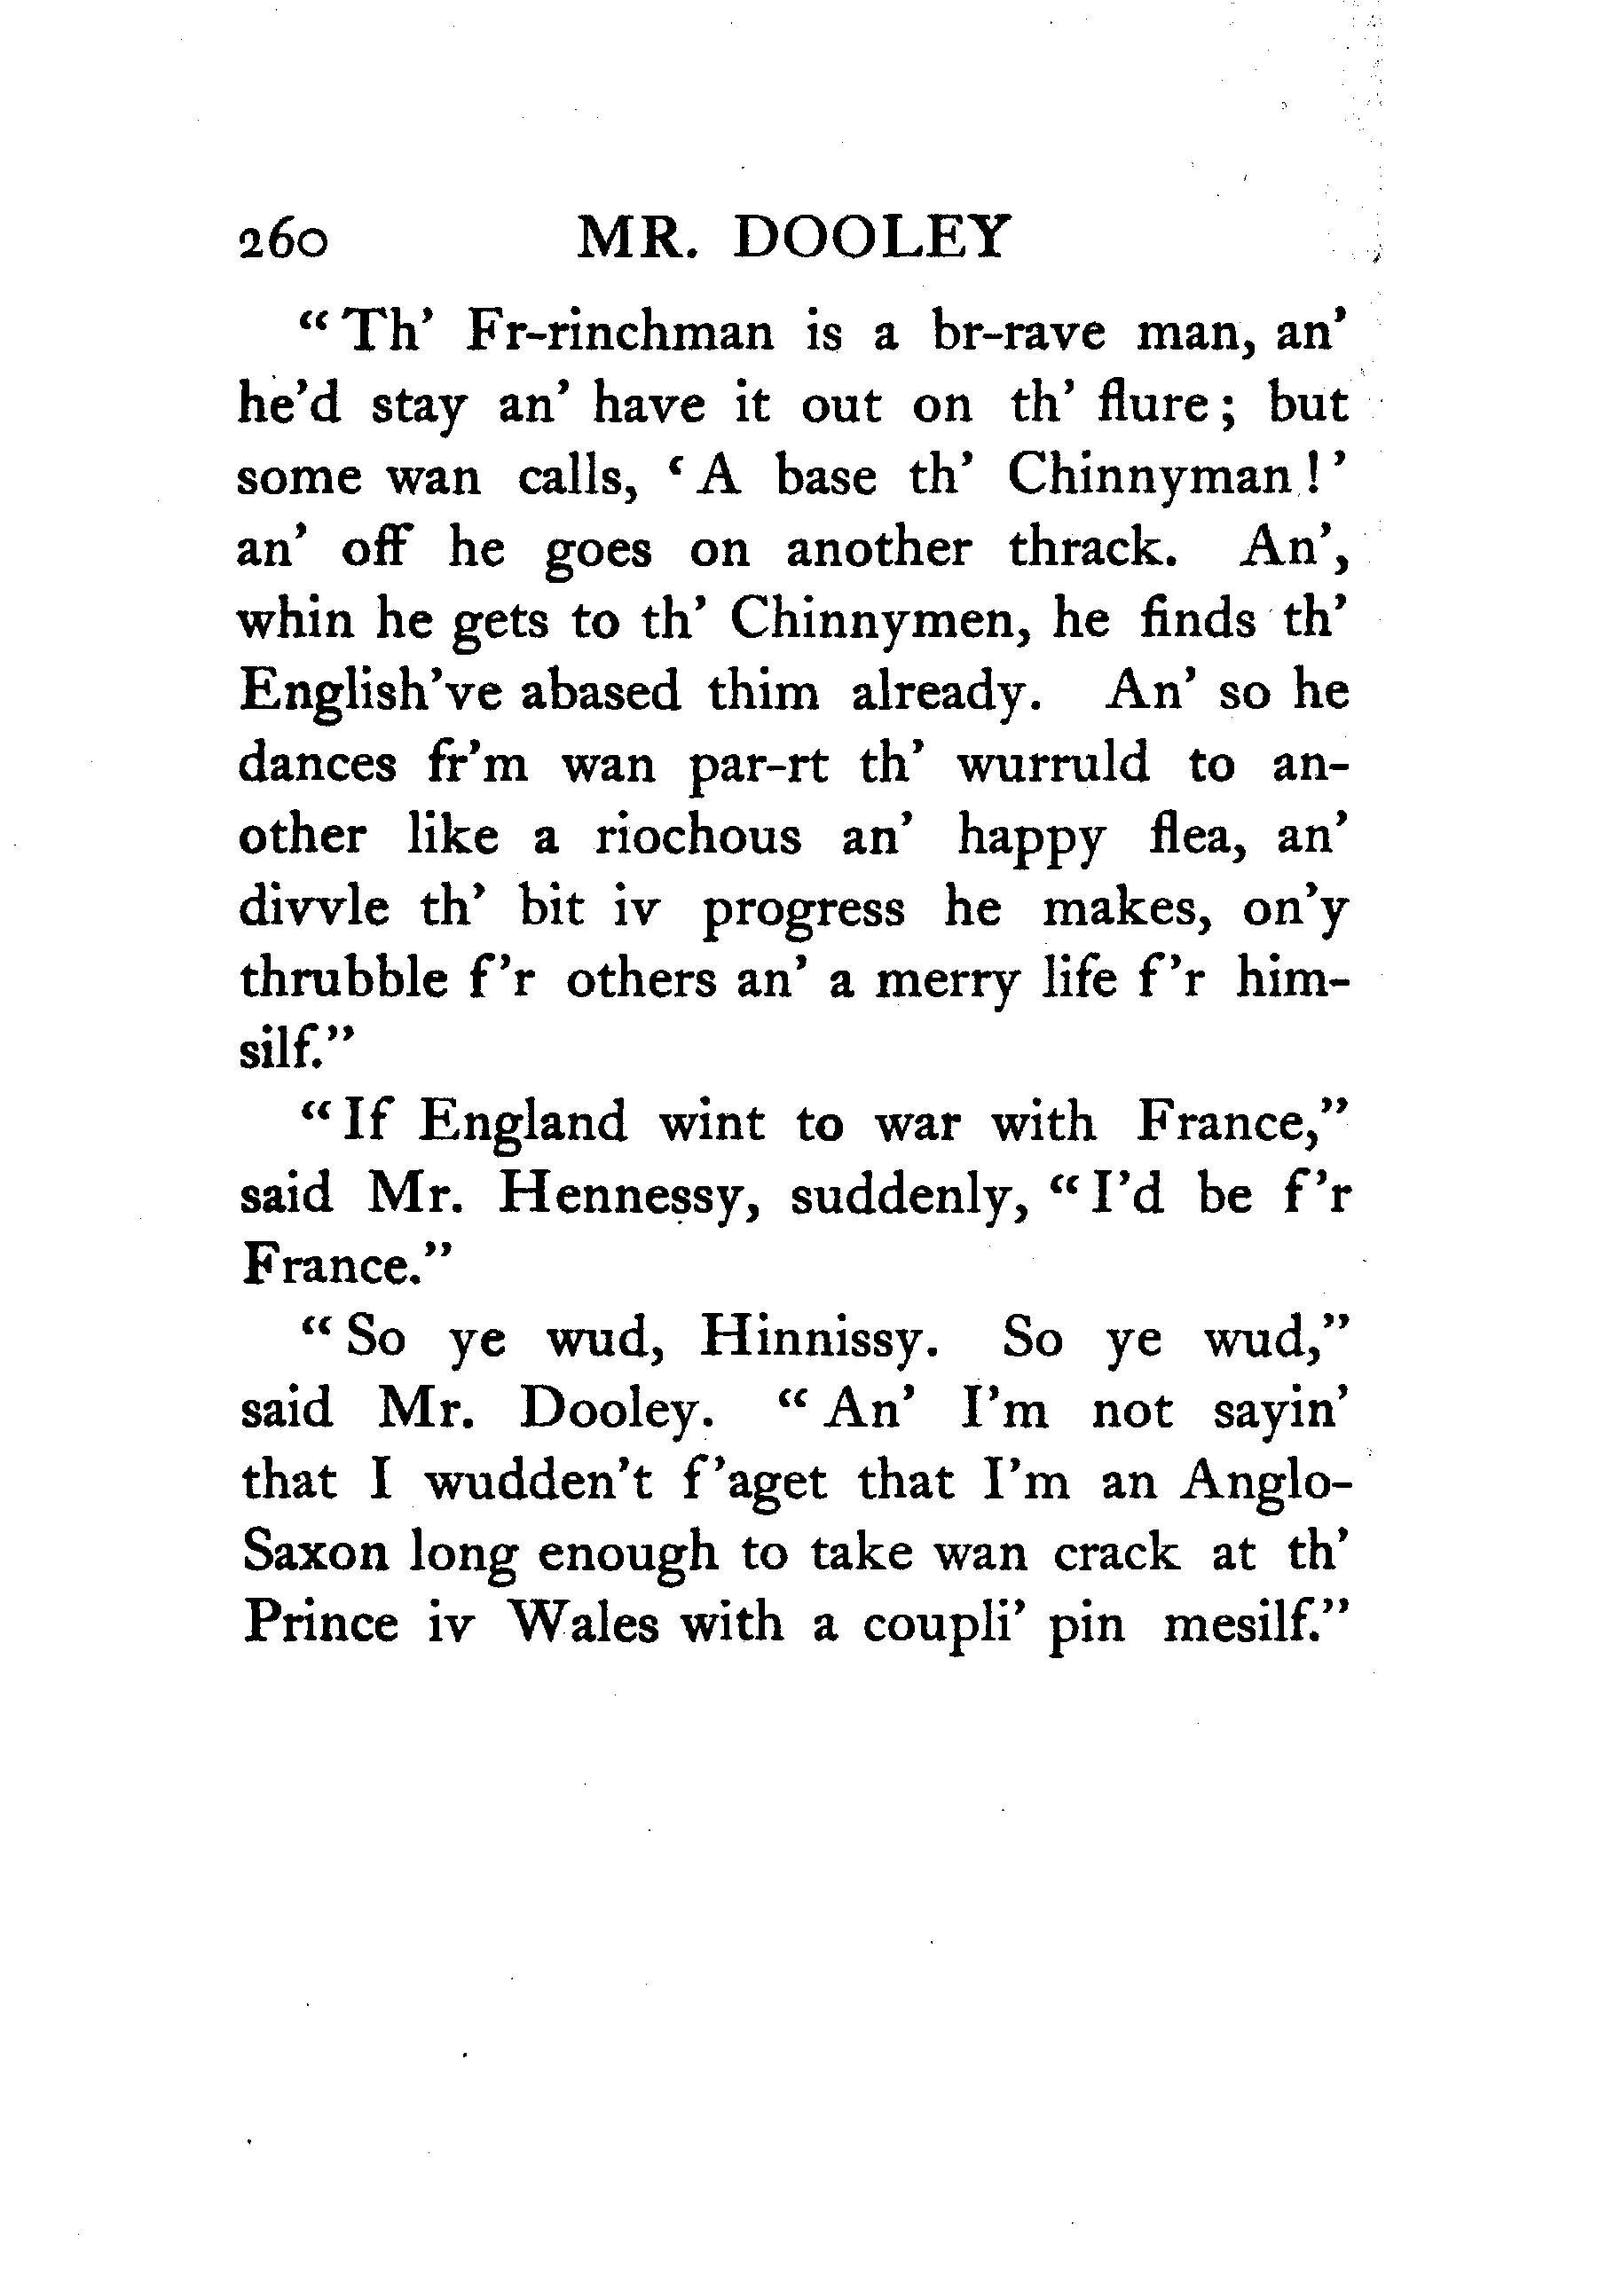 260 MR. DOOLEY
“Th’ Fr-rinchman is a br-rave man, an’
he’d stay an’ have it out on th’ flure; but
some wan calls, ‘A base th’ Chinnyman!’
an’ off he goes on another thrack. An’,
whin he gets to th’ Chinnymen, he finds th’
English’ve abased thim already. An’ so he
dances fr’m wan par-rt th’ wurruld to an-
other like a riochous an’ happy flea, an’
divvle th’ bit iv progress he makes, on’y
thrubble f’r others an’ a merry life f’r him-
silf.”
“If England wint to war with France,”
said Mr. Hennessy, suddenly, “I’d be f’r
France.”
“So ye wud, Hinnissy. So ye wud,”
said Mr. Dooley. “An’ I’m not sayin’
that I wudden’t f’aget that I’m an Anglo-
Saxon long enough to take wan crack at th’
Prince iv Wales with a coupli’ pin mesilf.”